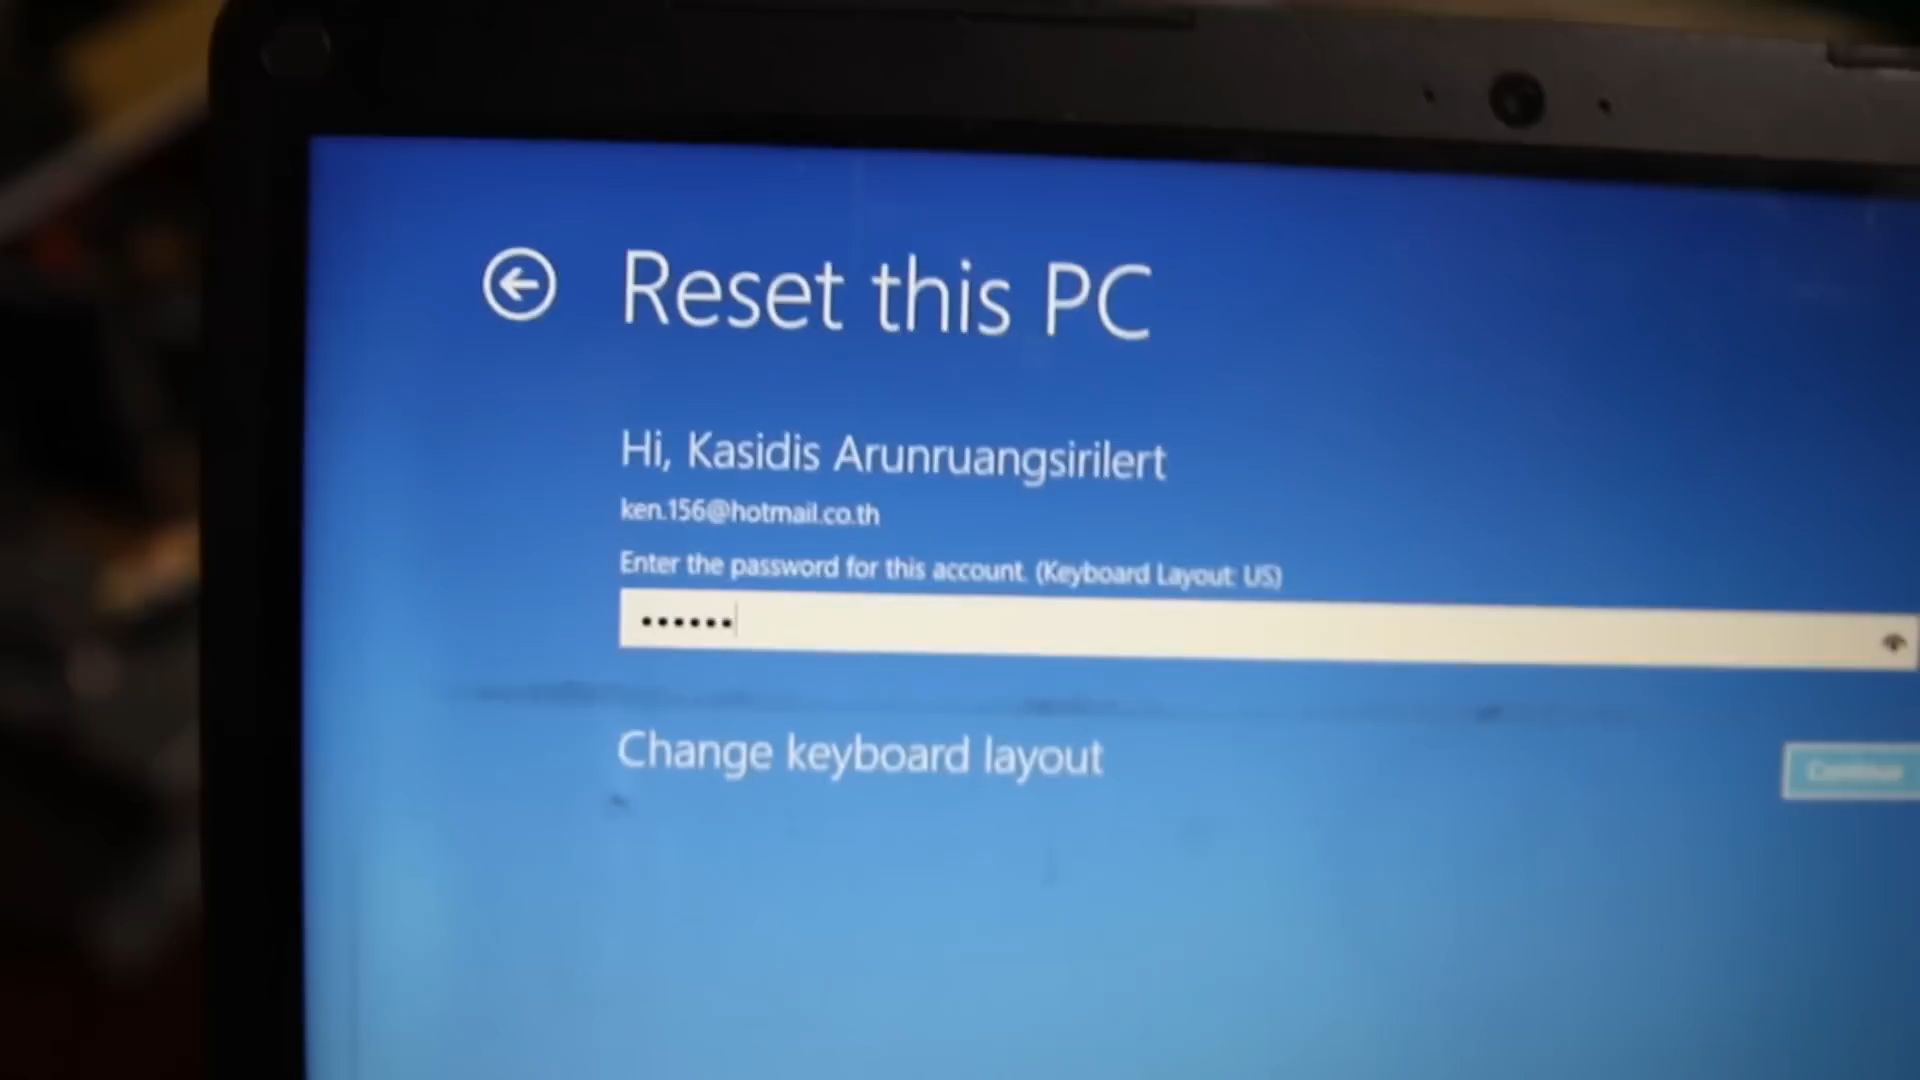 Reset this PC
Hi, Kasidis Arunruangsirilert
ken.156@hotmail.co.th
Enter the password for this account. (Keyboard Layout: US)
••••••
Change keyboard layout
Continue